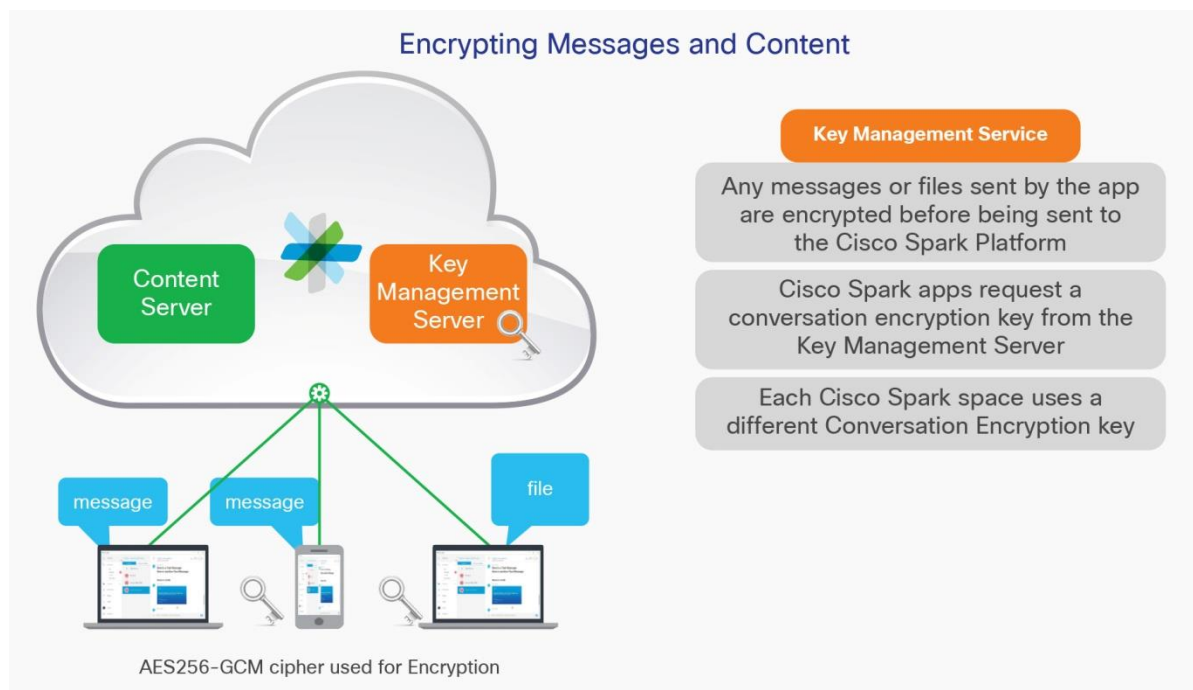 Encrypting Messages and Content
Content
Server
Key
Management
Server
message
message
file
AES256-GCM cipher used for Encryption
Key Management Service
Any messages or files sent by the app
are encrypted before being sent to
the Cisco Spark Platform
Cisco Spark apps request a
conversation encryption key from the
Key Management Server
Each Cisco Spark space uses a
different Conversation Encryption key